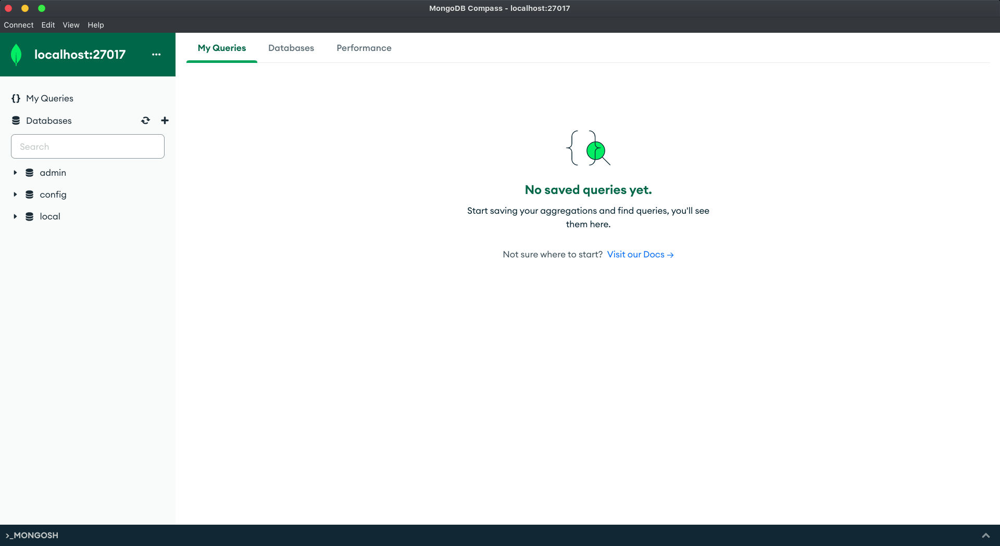 MongoDB Compass - localhost:27017
Connect Edit View Help
localhost:27017
My Queries Databases Performance
{} My Queries
Databases
Search
admin
config
local
No saved queries yet.
Start saving your aggregations and find queries, you'll see
them here.
Not sure where to start? Visit our Docs →
>_MONGOSH